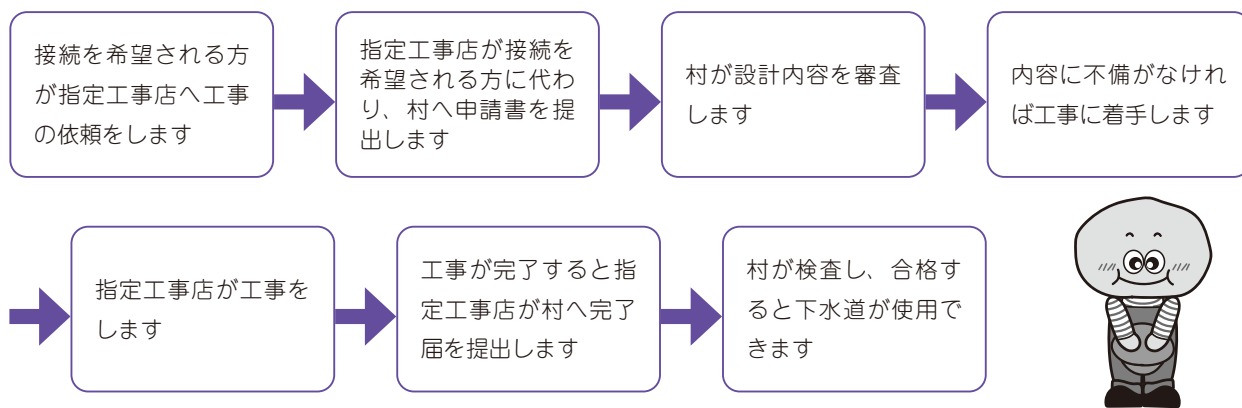 接続を希望される方
が指定工事店へ工事
の依頼をします
指定工事店が接続を
希望される方に代わ
り、村へ申請書を提
出します
村が設計内容を審査
します
内容に不備がなけれ
ば工事に着手します
指定工事店が工事を
します
工事が完了すると指
定工事店が村へ完了
届を提出します
村が検査し、合格す
ると下水道が使用で
きます